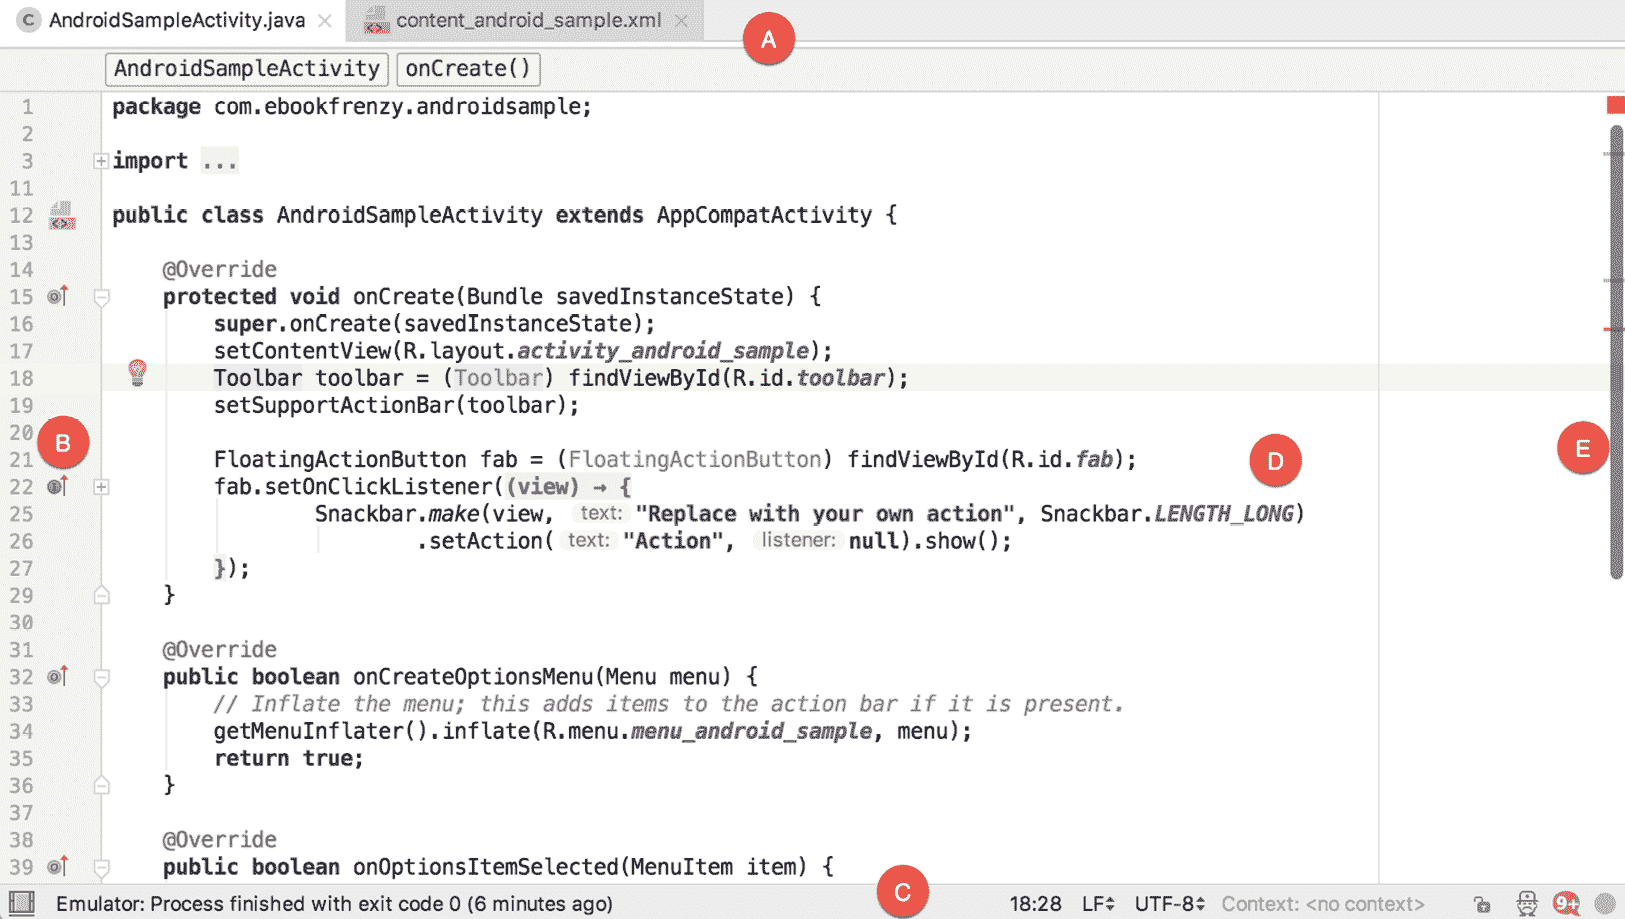 C AndroidSampleActivity.java × content_android_sample.xml ×
A
AndroidSampleActivity onCreate()
1 package com.ebookfrenzy.androidsample;
2
3 import ...
11
12 public class AndroidSampleActivity extends AppCompatActivity {
13
14 @Override
15 protected void onCreate(Bundle savedInstanceState) {
16 super.onCreate(savedInstanceState);
17 setContentView(R.layout.activity_android_sample);
18 Toolbar toolbar = (Toolbar) findViewById(R.id.toolbar);
19 setSupportActionBar(toolbar);
20
B
21 FloatingActionButton fab = (FloatingActionButton) findViewById(R.id.fab);
D
E
22 fab.setOnClickListener((view) → {
25 Snackbar.make(view, text: "Replace with your own action", Snackbar.LENGTH_LONG)
26 .setAction( text: "Action", listener: null).show();
27 });
29 }
30
31 @Override
32 public boolean onCreateOptionsMenu(Menu menu) {
33 // Inflate the menu; this adds items to the action bar if it is present.
34 getMenuInflater().inflate(R.menu.menu_android_sample, menu);
35 return true;
36 }
37
38 @Override
39 public boolean onOptionsItemSelected(MenuItem item) {
C
Emulator: Process finished with exit code 0 (6 minutes ago) 18:28 LF UTF-8 Context: <no context> 9+